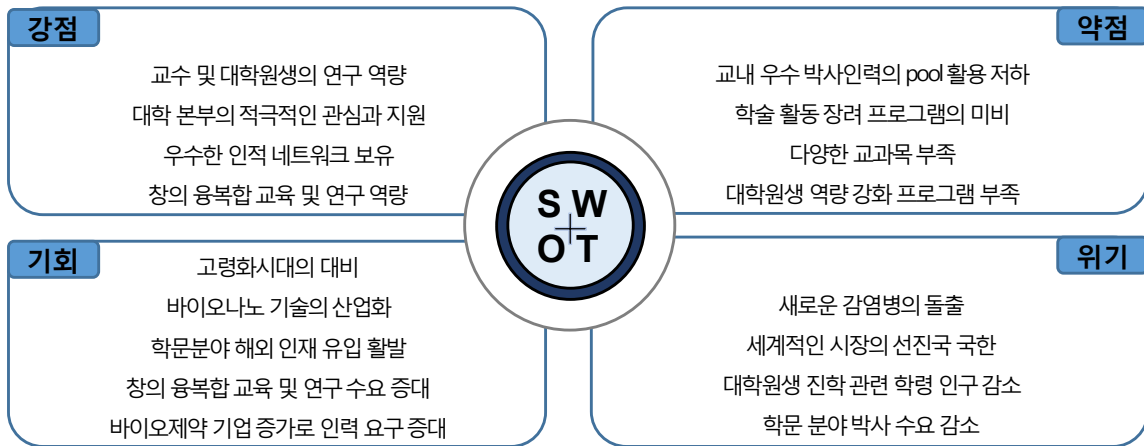 강점
교수 및 대학원생의 연구 역량
대학 본부의 적극적인 관심과 지원
우수한 인적 네트워크 보유
창의 융복합 교육 및 연구 역량
약점
교내 우수 박사인력의 pool 활용 저하
학술 활동 장려 프로그램의 미비
다양한 교과목 부족
대학원생 역량 강화 프로그램 부족
S W
O T
기회
고령화시대의 대비
바이오나노 기술의 산업화
학문분야 해외 인재 유입 활발
창의 융복합 교육 및 연구 수요 증대
바이오제약 기업 증가로 인력 요구 증대
위기
새로운 감염병의 돌출
세계적인 시장의 선진국 국한
대학원생 진학 관련 학령 인구 감소
학문 분야 박사 수요 감소